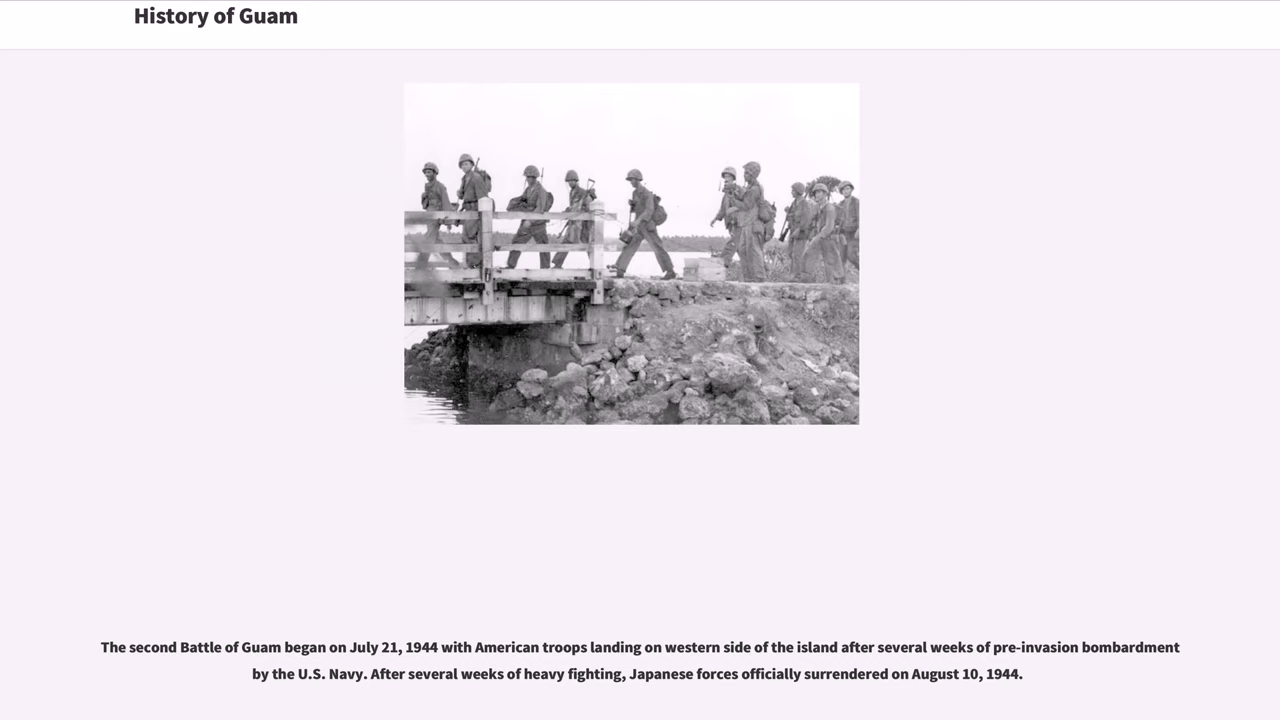 History of Guam
The second Battle of Guam began on July 21, 1944 with American troops landing on western side of the island after several weeks of pre-invasion bombardment
by the U.S. Navy. After several weeks of heavy fighting, Japanese forces officially surrendered on August 10, 1944.